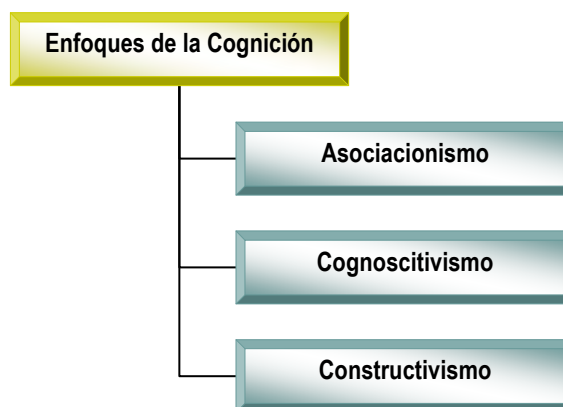 Enfoques de la Cognición
Asociacionismo
Cognoscitivismo
Constructivismo